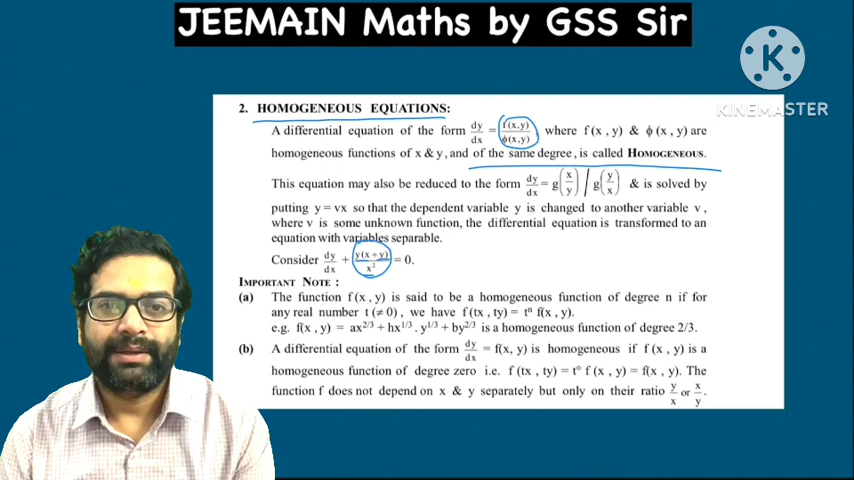 JEEMAIN Maths by GSS Sir
K
KINEMASTER
2. HOMOGENEOUS EQUATIONS:
A differential equation of the form dy/dx = f(x,y)/ϕ(x,y), where f(x , y) & ϕ(x , y) are
homogeneous functions of x & y, and of the same degree, is called HOMOGENEOUS.
This equation may also be reduced to the form dy/dx = g(x/y) / g(y/x) & is solved by
putting y = vx so that the dependent variable y is changed to another variable v,
where v is some unknown function, the differential equation is transformed to an
equation with variables separable.
Consider dy/dx + y(x+y)/x² = 0.
IMPORTANT NOTE :
(a) The function f(x , y) is said to be a homogeneous function of degree n if for
any real number t (≠ 0), we have f(tx , ty) = tⁿ f(x , y).
e.g. f(x , y) = ax^2/3 + hx^1/3 . y^1/3 + by^2/3 is a homogeneous function of degree 2/3.
(b) A differential equation of the form dy/dx = f(x, y) is homogeneous if f(x , y) is a
homogeneous function of degree zero i.e. f(tx , ty) = t° f(x , y) = f(x , y). The
function f does not depend on x & y separately but only on their ratio y/x or x/y.